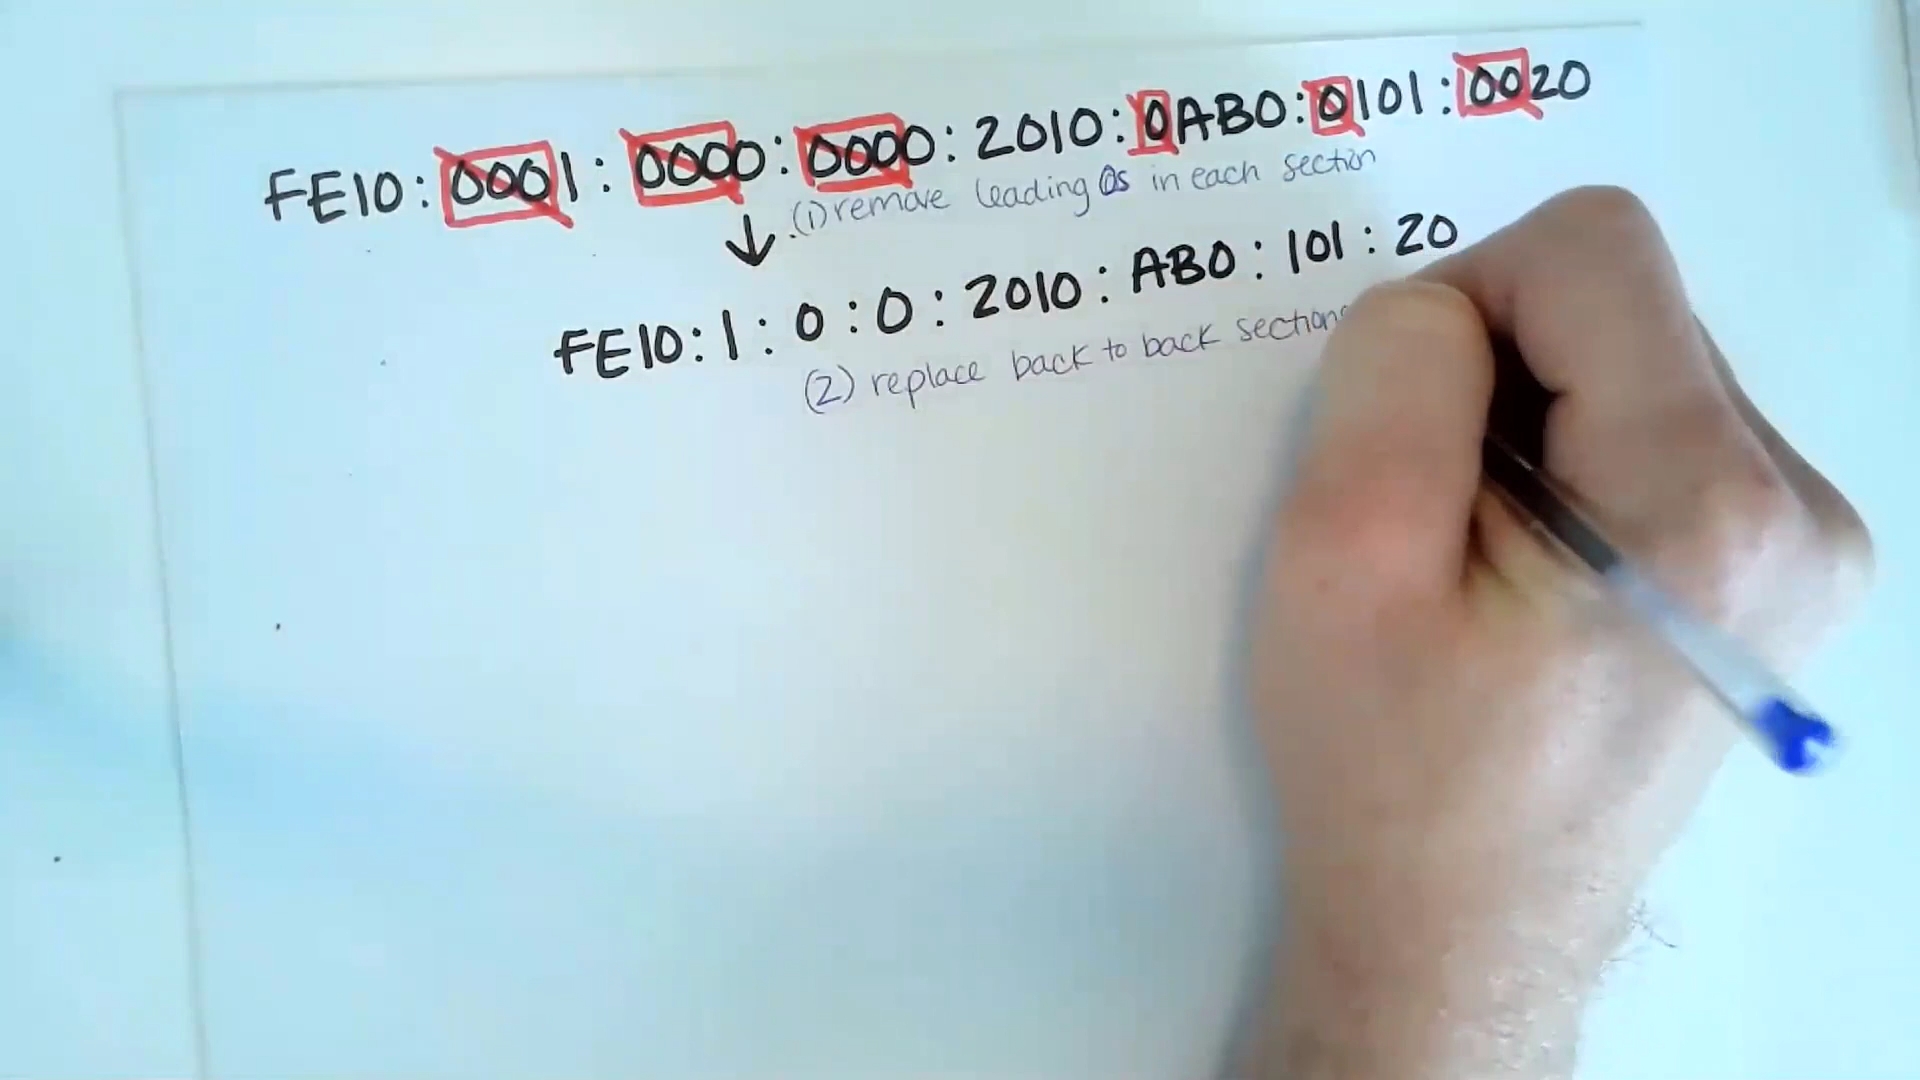 FE10:0001:0000:0000:2010:0AB0:0101:0020
(1) remove leading 0s in each section
FE10:1:0:0:2010:AB0:101:20
(2) replace back to back sections